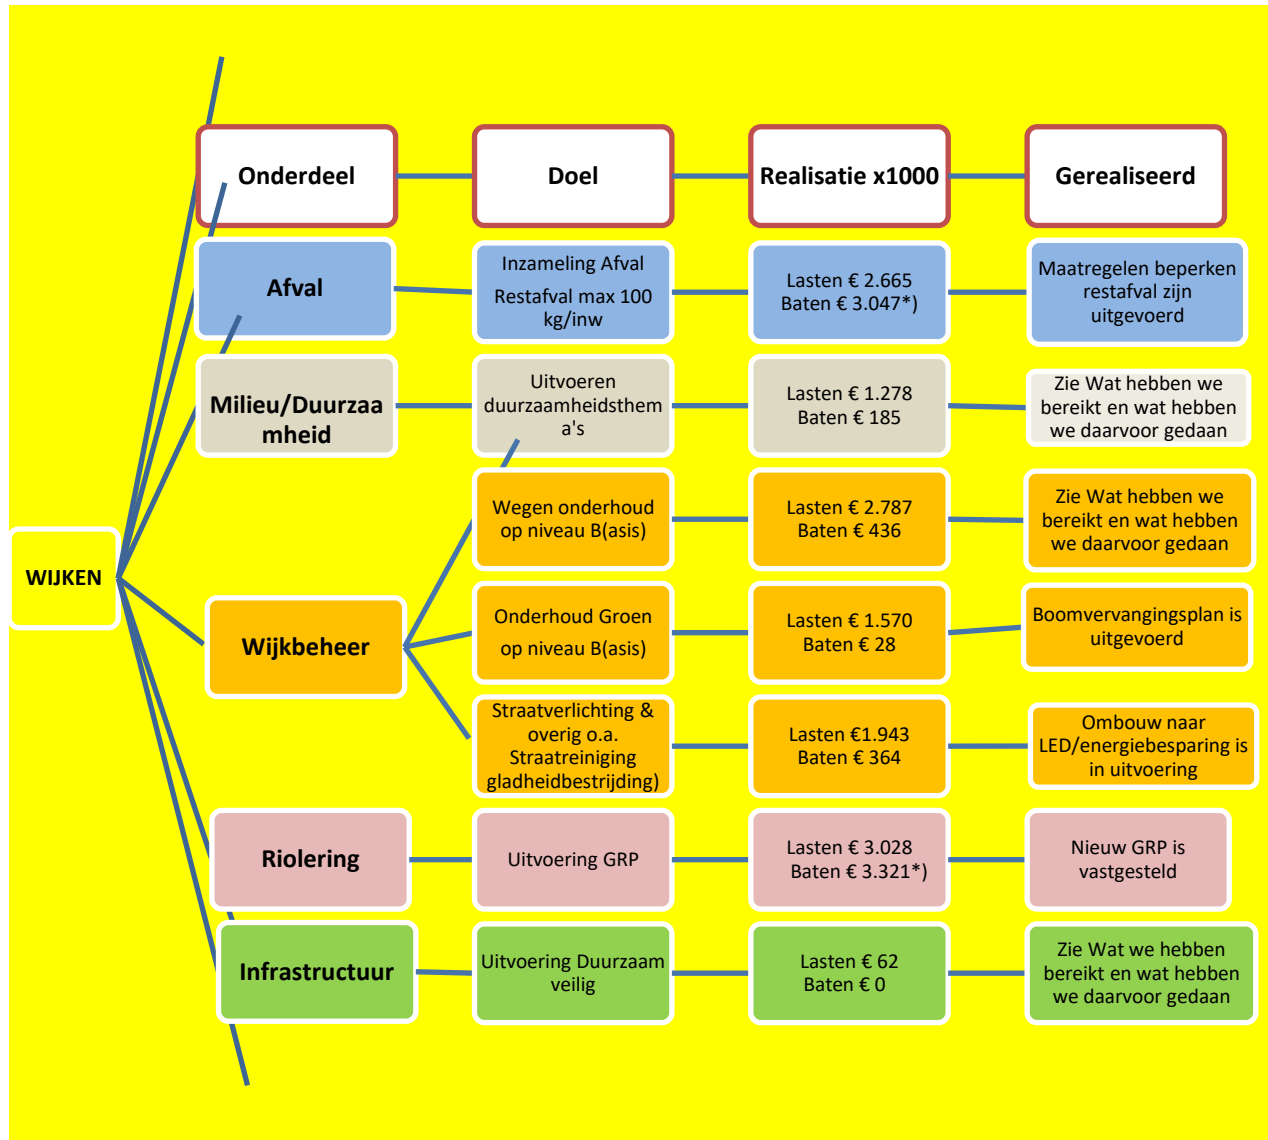 Onderdeel
Doel
Realisatie x1000
Gerealiseerd
Afval
Inzameling Afval
Restafval max 100
kg/inw
Lasten € 2.665
Baten € 3.047*)
Maatregelen beperken
restafval zijn
uitgevoerd
Milieu/Duurzaa
mheid
Uitvoeren
duurzaamheidsthem
a's
Lasten € 1.278
Baten € 185
Zie Wat hebben we
bereikt en wat hebben
we daarvoor gedaan
WIJKEN
Wijkbeheer
Wegen onderhoud
op niveau B(asis)
Lasten € 2.787
Baten € 436
Zie Wat hebben we
bereikt en wat hebben
we daarvoor gedaan
Onderhoud Groen
op niveau B(asis)
Lasten € 1.570
Baten € 28
Boomvervangingsplan is
uitgevoerd
Straatverlichting &
overig o.a.
Straatreiniging
gladheidbestrijding)
Lasten €1.943
Baten € 364
Ombouw naar
LED/energiebesparing is
in uitvoering
Riolering
Uitvoering GRP
Lasten € 3.028
Baten € 3.321*)
Nieuw GRP is
vastgesteld
Infrastructuur
Uitvoering Duurzaam
veilig
Lasten € 62
Baten € 0
Zie Wat we hebben
bereikt en wat hebben
we daarvoor gedaan